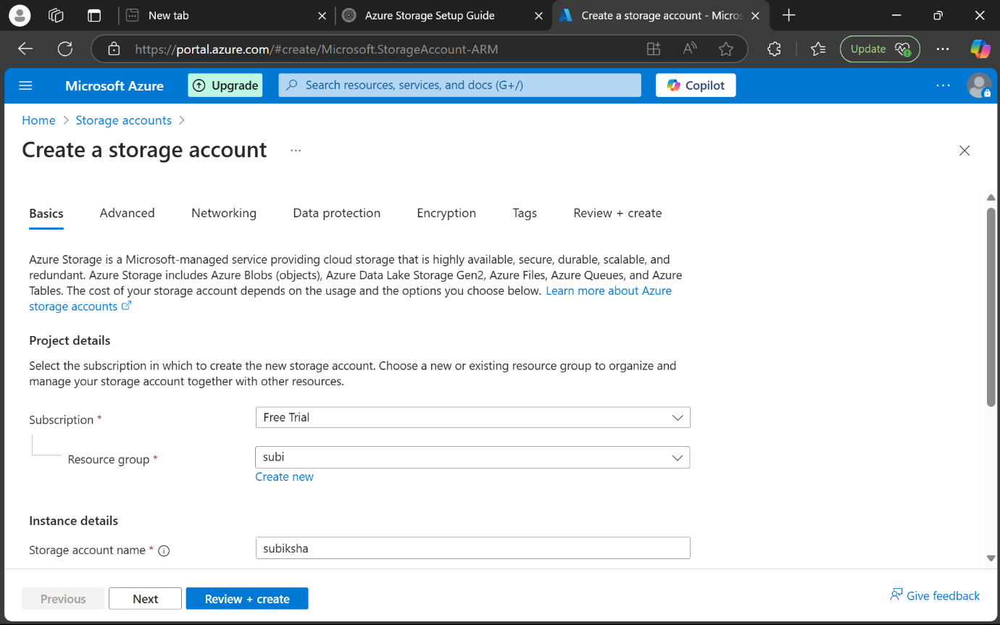 New tab
Azure Storage Setup Guide
Create a storage account - Micros
https://portal.azure.com/#create/Microsoft.StorageAccount-ARM
Update
Microsoft Azure
Upgrade
Search resources, services, and docs (G+/)
Copilot
Home > Storage accounts >
Create a storage account ...
Basics
Advanced
Networking
Data protection
Encryption
Tags
Review + create
Azure Storage is a Microsoft-managed service providing cloud storage that is highly available, secure, durable, scalable, and
redundant. Azure Storage includes Azure Blobs (objects), Azure Data Lake Storage Gen2, Azure Files, Azure Queues, and Azure
Tables. The cost of your storage account depends on the usage and the options you choose below. Learn more about Azure
storage accounts
Project details
Select the subscription in which to create the new storage account. Choose a new or existing resource group to organize and
manage your storage account together with other resources.
Subscription *
Free Trial
Resource group *
subi
Create new
Instance details
Storage account name *
subiksha
Previous
Next
Review + create
Give feedback